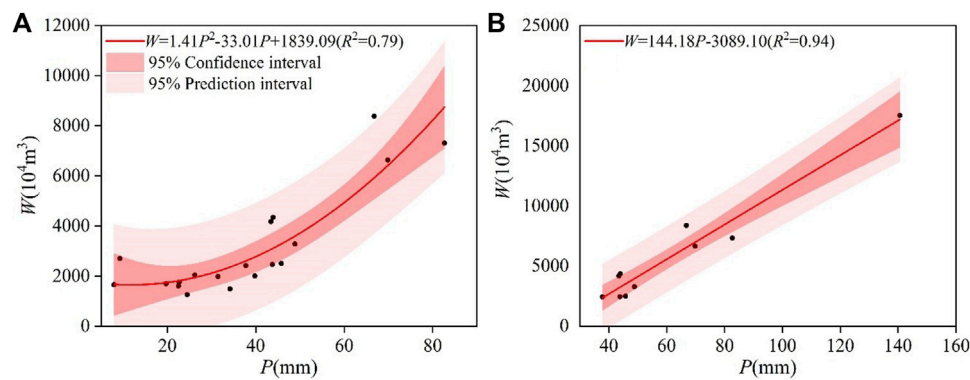 A
W=1.41P²-33.01P+1839.09(R²=0.79)
95% Confidence interval
95% Prediction interval
12000
10000
8000
6000
4000
2000
0
W(10⁴m³)
20
40
60
80
P(mm)
B
W=144.18P-3089.10(R²=0.94)
25000
20000
15000
10000
5000
0
W(10⁴m³)
40
60
80
100
120
140
160
P(mm)